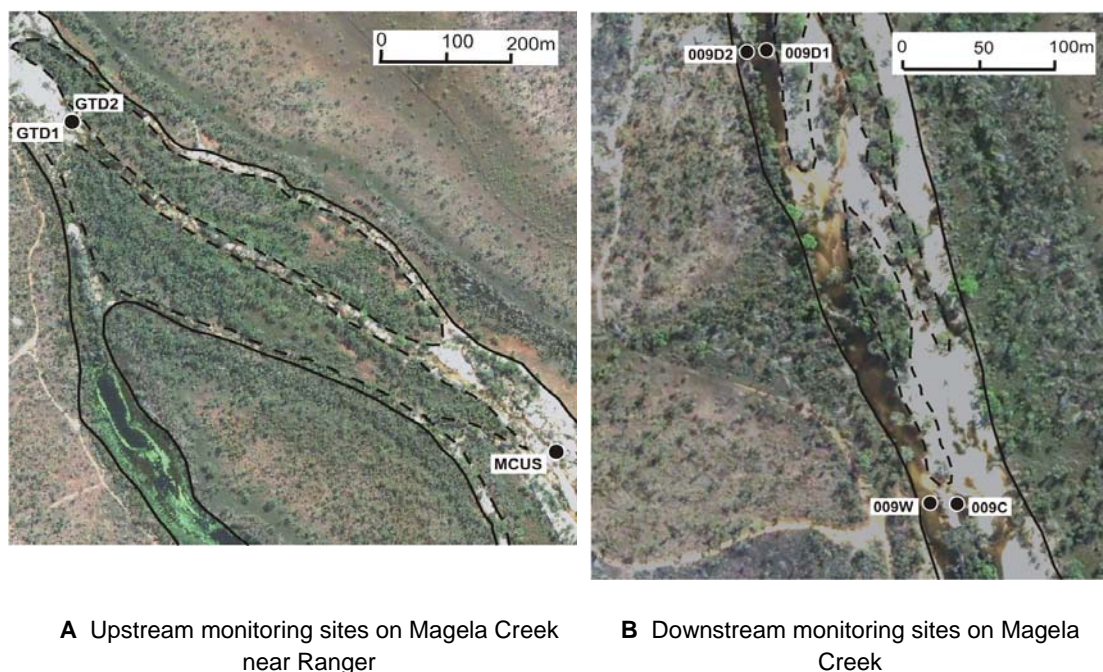 0 100 200m
GTD2
GTD1
MCUS
009D2 009D1
0 50 100m
009W 009C
A Upstream monitoring sites on Magela Creek
near Ranger
B Downstream monitoring sites on Magela
Creek